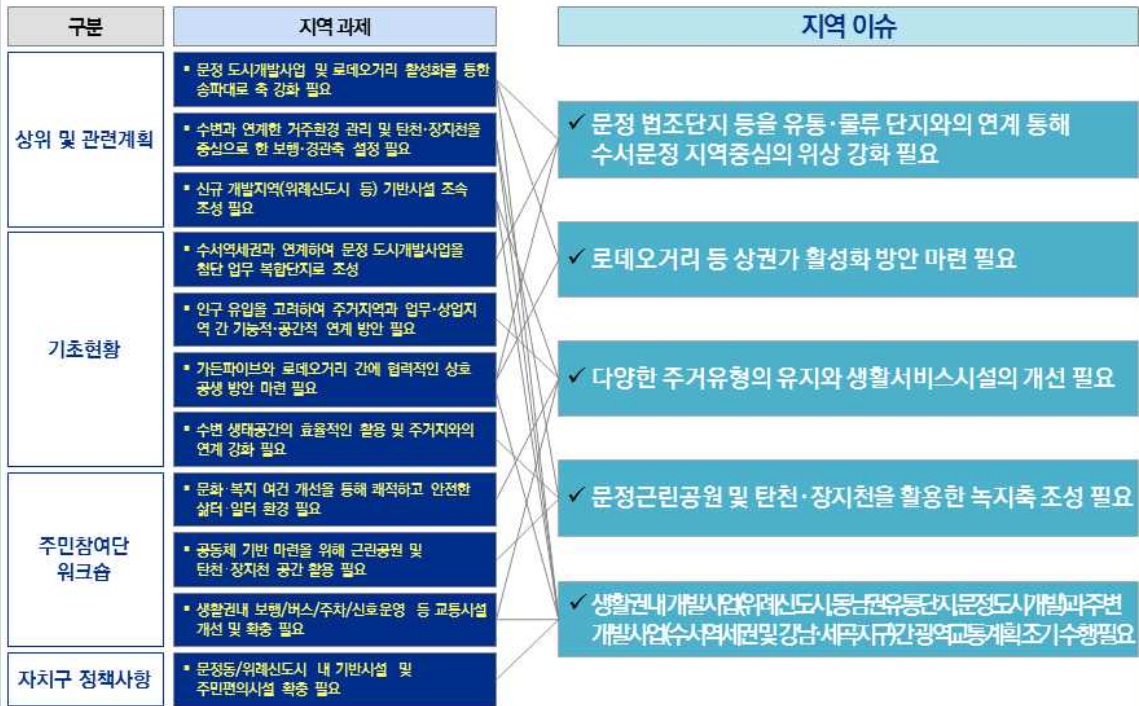 구분
지역 과제
지역 이슈
상위 및 관련계획
▪ 문정 도시개발사업 및 로데오거리 활성화를 통한
송파대로 축 강화 필요
▪ 수변과 연계한 거주환경 관리 및 탄천·장지천을
중심으로 한 보행·경관축 설정 필요
▪ 신규 개발지역(위례신도시 등) 기반시설 조속
조성 필요
기초현황
▪ 수서역세권과 연계하여 문정 도시개발사업을
첨단 업무 복합단지로 조성
▪ 인구 유입을 고려하여 주거지역과 업무·상업지
역 간 기능적·공간적 연계 방안 필요
▪ 가든파이브와 로데오거리 간에 협력적인 상호
공생 방안 마련 필요
▪ 수변 생태공간의 효율적인 활용 및 주거지와의
연계 강화 필요
주민참여단
워크숍
▪ 문화·복지 여건 개선을 통해 쾌적하고 안전한
삶터·일터 환경 필요
▪ 공동체 기반 마련을 위해 근린공원 및
탄천·장지천 공간 활용 필요
▪ 생활권내 보행/버스/주차/신호운영 등 교통시설
개선 및 확충 필요
자치구 정책사항
▪ 문정동/위례신도시 내 기반시설 및
주민편의시설 확충 필요
✓ 문정 법조단지 등을 유통·물류 단지와의 연계 통해
수서문정 지역중심의 위상 강화 필요
✓ 로데오거리 등 상권가 활성화 방안 마련 필요
✓ 다양한 주거유형의 유지와 생활서비스시설의 개선 필요
✓ 문정근린공원 및 탄천·장지천을 활용한 녹지축 조성 필요
✓ 생활권내 개발사업(위례신도시,동남권유통단지,문정도시개발)과 주변
개발사업(수서역세권 및 강남·세곡지구)간 광역교통계획 조기 수행필요